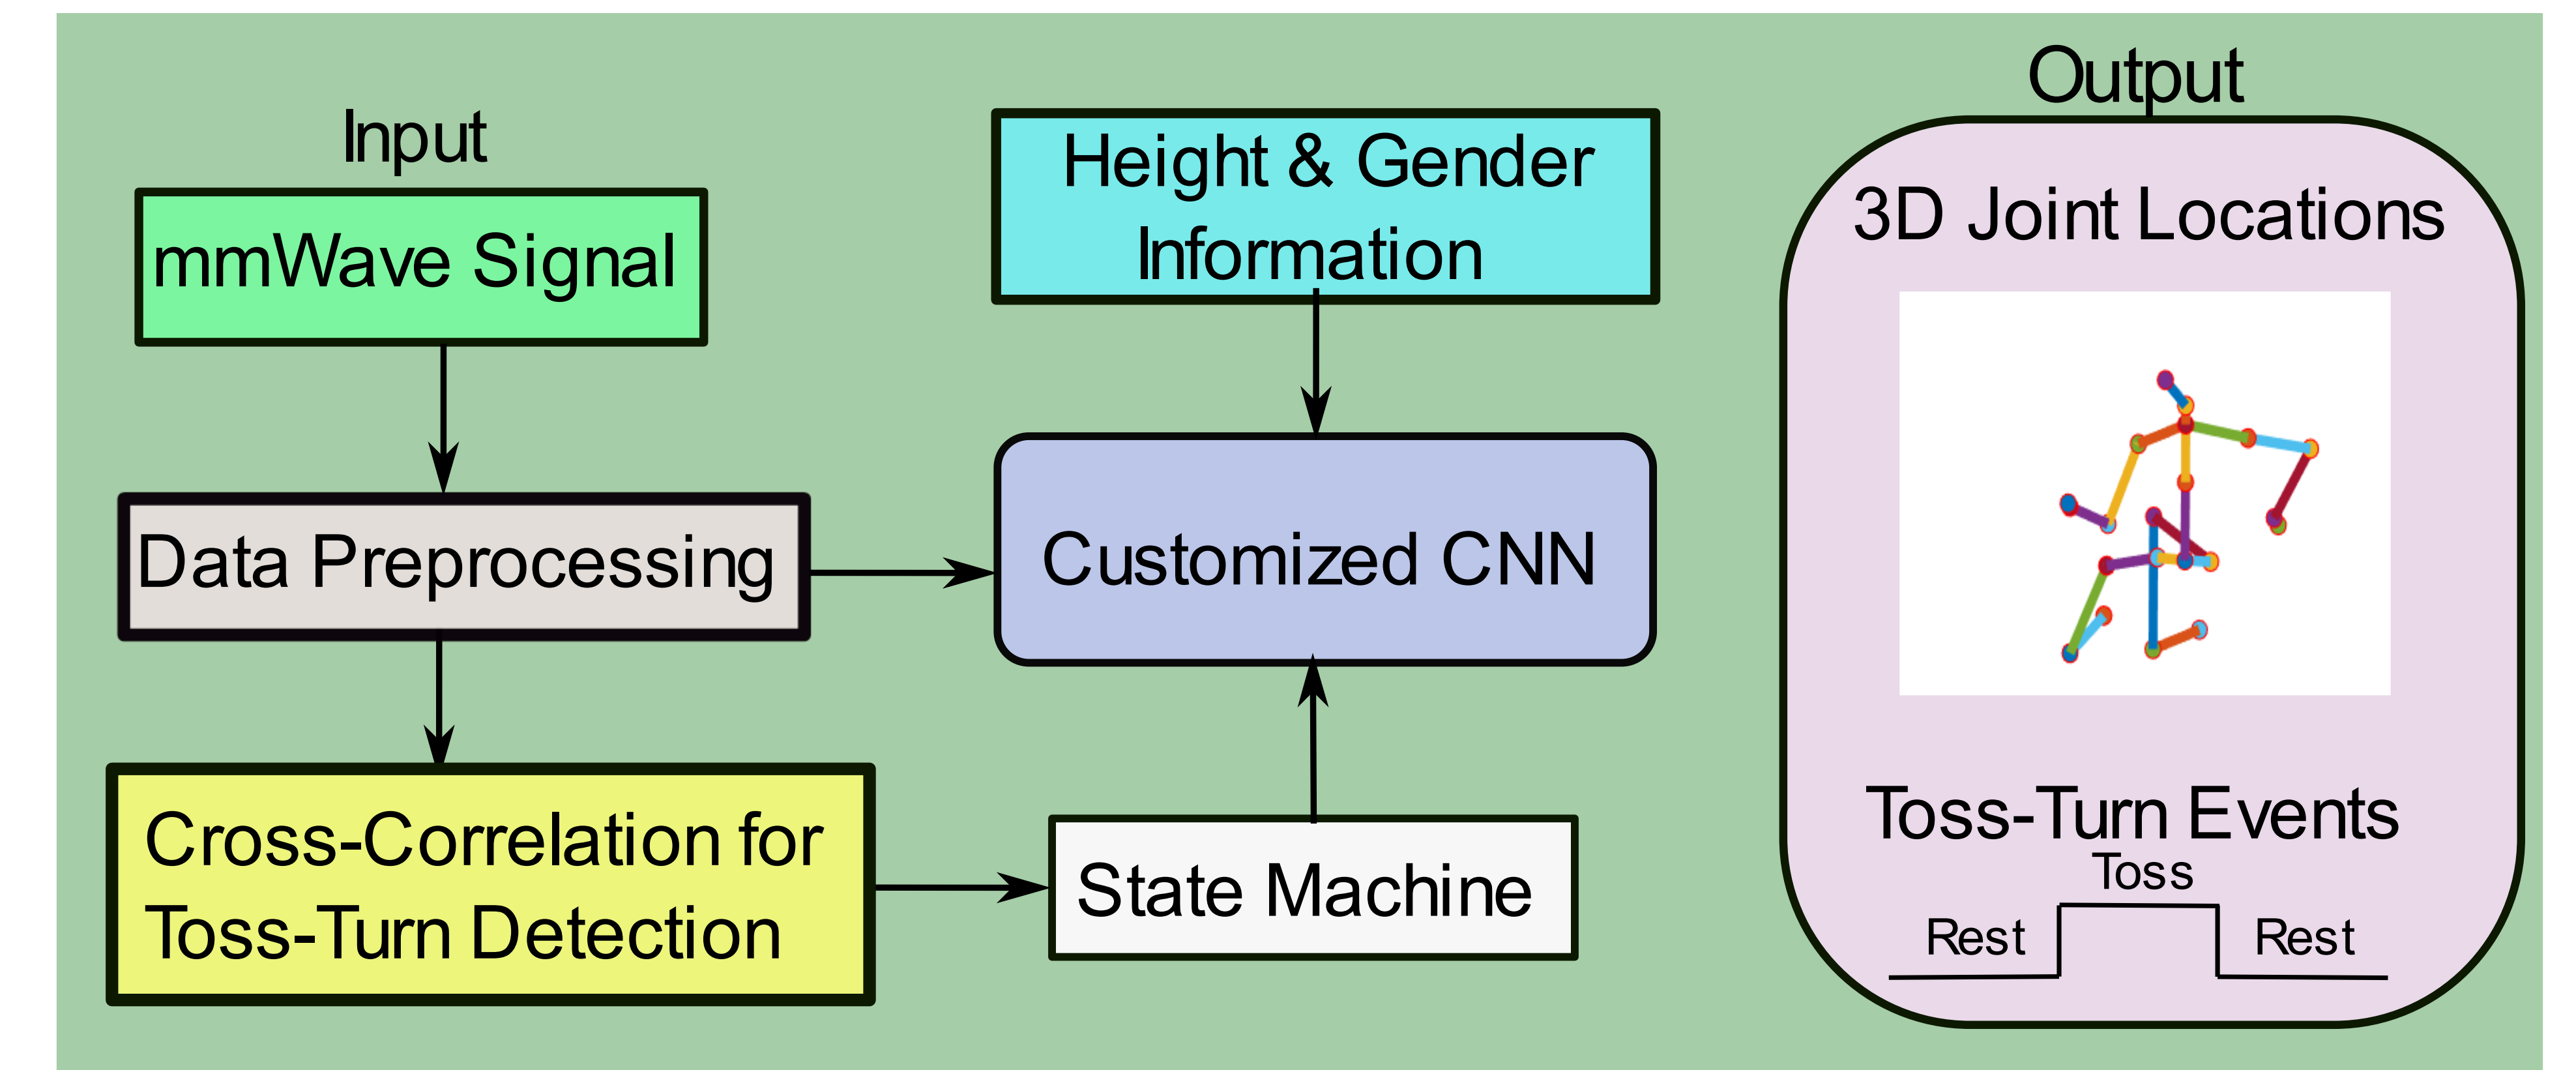 Input
mmWave Signal
Data Preprocessing
Cross-Correlation for
Toss-Turn Detection
Height & Gender
Information
Customized CNN
State Machine
Output
3D Joint Locations
Toss-Turn Events
Toss
Rest
Rest